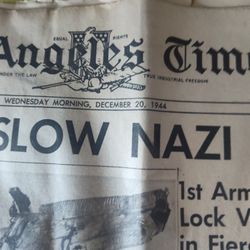 EQUAL RIGHTS
Angeles Times
UNDER THE LAW
TRUE INDUSTRIAL FREEDOM
WEDNESDAY MORNING, DECEMBER 20, 1944
SLOW NAZI
1st Arm
Lock V
in Fier